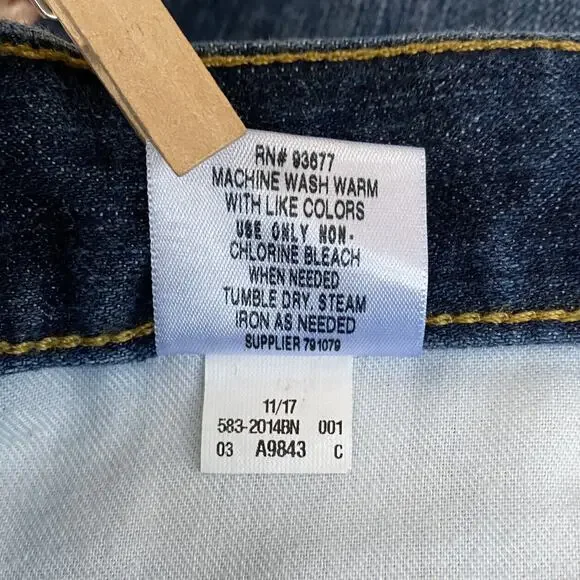 RN# 93677
MACHINE WASH WARM
WITH LIKE COLORS
USE ONLY NON-
CHLORINE BLEACH
WHEN NEEDED
TUMBLE DRY, STEAM
IRON AS NEEDED
SUPPLIER 791079
11/17
583-2014BN 001
03 A9843 C